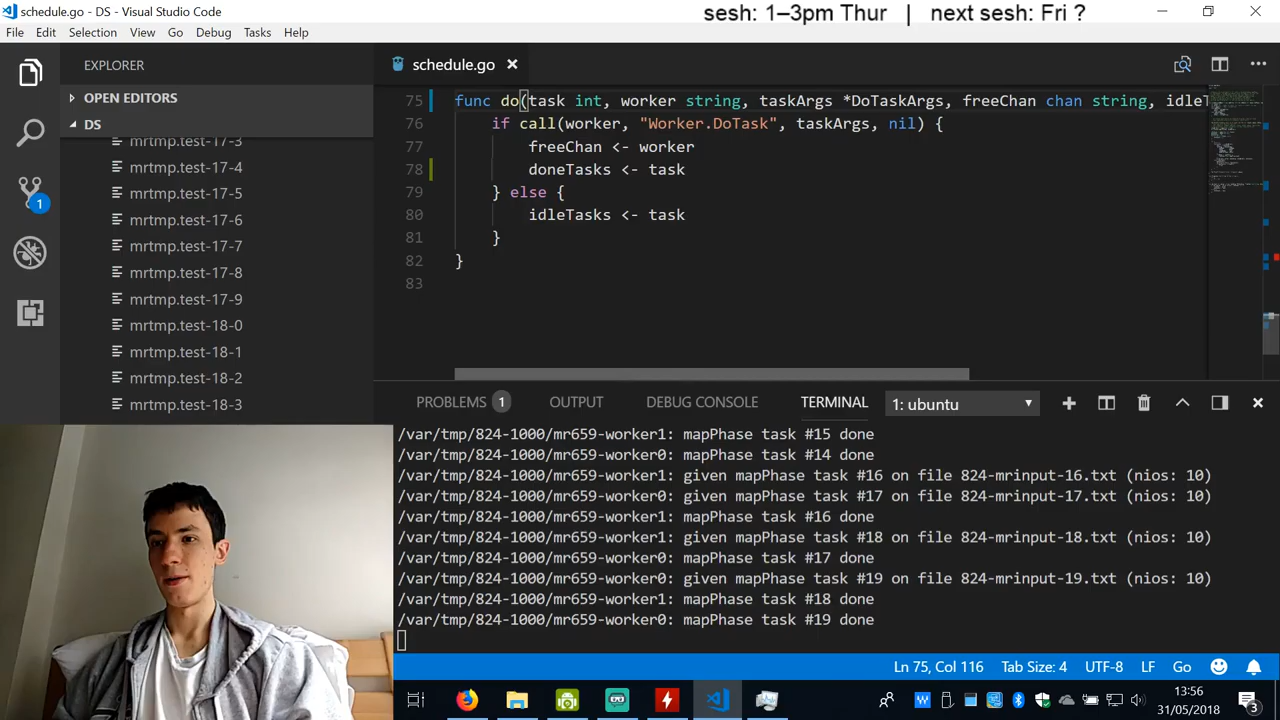 schedule.go - DS - Visual Studio Code
sesh: 1–3pm Thur | next sesh: Fri ?
File Edit Selection View Go Debug Tasks Help
EXPLORER
OPEN EDITORS
DS
mrtmp.test-17-3
mrtmp.test-17-4
mrtmp.test-17-5
mrtmp.test-17-6
mrtmp.test-17-7
mrtmp.test-17-8
mrtmp.test-17-9
mrtmp.test-18-0
mrtmp.test-18-1
mrtmp.test-18-2
mrtmp.test-18-3
1
schedule.go
75 func do(task int, worker string, taskArgs *DoTaskArgs, freeChan chan string, idleT
76 if call(worker, "Worker.DoTask", taskArgs, nil) {
77 freeChan <- worker
78 doneTasks <- task
79 } else {
80 idleTasks <- task
81 }
82 }
83
PROBLEMS 1 OUTPUT DEBUG CONSOLE TERMINAL 1: ubuntu
/var/tmp/824-1000/mr659-worker1: mapPhase task #15 done
/var/tmp/824-1000/mr659-worker0: mapPhase task #14 done
/var/tmp/824-1000/mr659-worker1: given mapPhase task #16 on file 824-mrinput-16.txt (nios: 10)
/var/tmp/824-1000/mr659-worker0: given mapPhase task #17 on file 824-mrinput-17.txt (nios: 10)
/var/tmp/824-1000/mr659-worker1: mapPhase task #16 done
/var/tmp/824-1000/mr659-worker1: given mapPhase task #18 on file 824-mrinput-18.txt (nios: 10)
/var/tmp/824-1000/mr659-worker0: mapPhase task #17 done
/var/tmp/824-1000/mr659-worker0: given mapPhase task #19 on file 824-mrinput-19.txt (nios: 10)
/var/tmp/824-1000/mr659-worker1: mapPhase task #18 done
/var/tmp/824-1000/mr659-worker0: mapPhase task #19 done
Ln 75, Col 116 Tab Size: 4 UTF-8 LF Go
13:56
31/05/2018
3